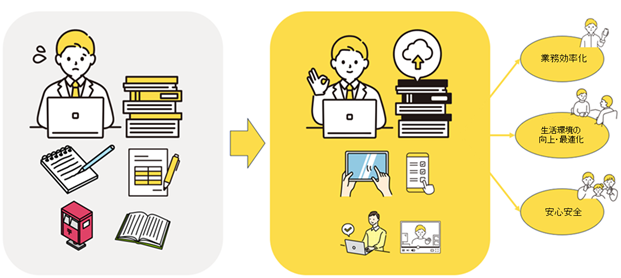 業務効率化
生活環境の
向上・最適化
安心安全